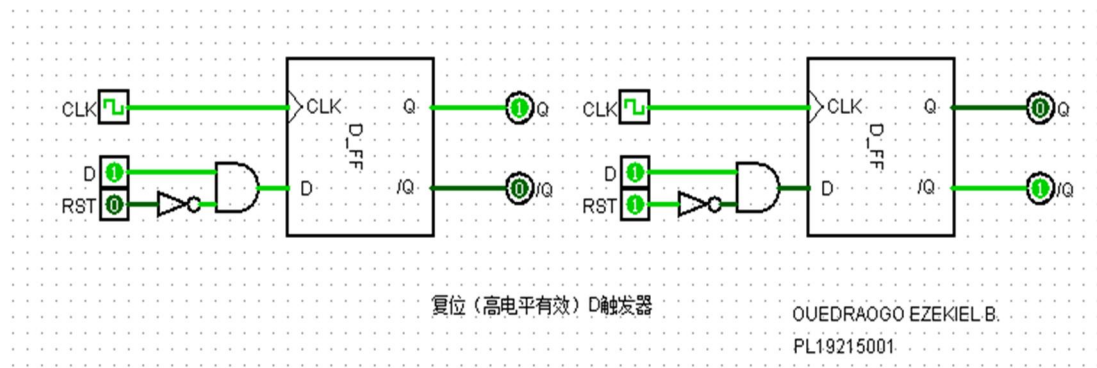 CLK CLK Q 1 Q CLK CLK Q 0 Q
D_FF D_FF
D 1 D /Q 0 /Q D 1 D /Q 1 /Q
RST 0 RST 1
复位（高电平有效）D触发器
OUEDRAOGO EZEKIEL B.
PL19215001